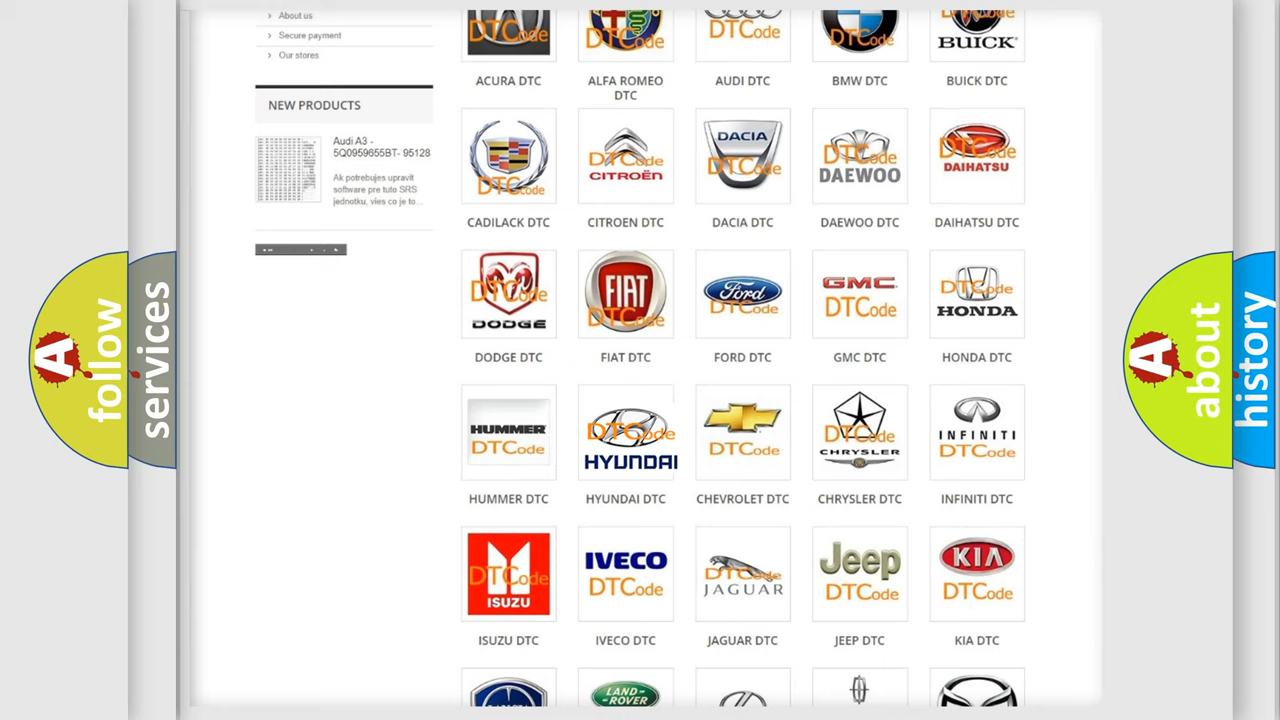 About us
Secure payment
Our stores
NEW PRODUCTS
Audi A3 -
5Q0959655BT- 95128
Ak potrebujes upravit
software pre tuto SRS
jednotku, vies co je to...
DTCode
DTCode
DTCode
DTCode
BUICK
ACURA DTC
ALFA ROMEO
DTC
AUDI DTC
BMW DTC
BUICK DTC
DTCode
DTCode
CITROËN
DACIA
DTCode
DTCode
DAEWOO
DTCode
DAIHATSU
CADILACK DTC
CITROEN DTC
DACIA DTC
DAEWOO DTC
DAIHATSU DTC
DTCode
DODGE
FIAT
DTCode
Ford
DTCode
GMC
DTCode
DTCode
HONDA
DODGE DTC
FIAT DTC
FORD DTC
GMC DTC
HONDA DTC
HUMMER
DTCode
DTCode
HYUNDAI
DTCode
DTCode
CHRYSLER
INFINITI
DTCode
HUMMER DTC
HYUNDAI DTC
CHEVROLET DTC
CHRYSLER DTC
INFINITI DTC
DTCode
ISUZU
IVECO
DTCode
DTCode
JAGUAR
Jeep
DTCode
KIA
DTCode
ISUZU DTC
IVECO DTC
JAGUAR DTC
JEEP DTC
KIA DTC
LAND-
ROVER
A
follow
services
A
about
history